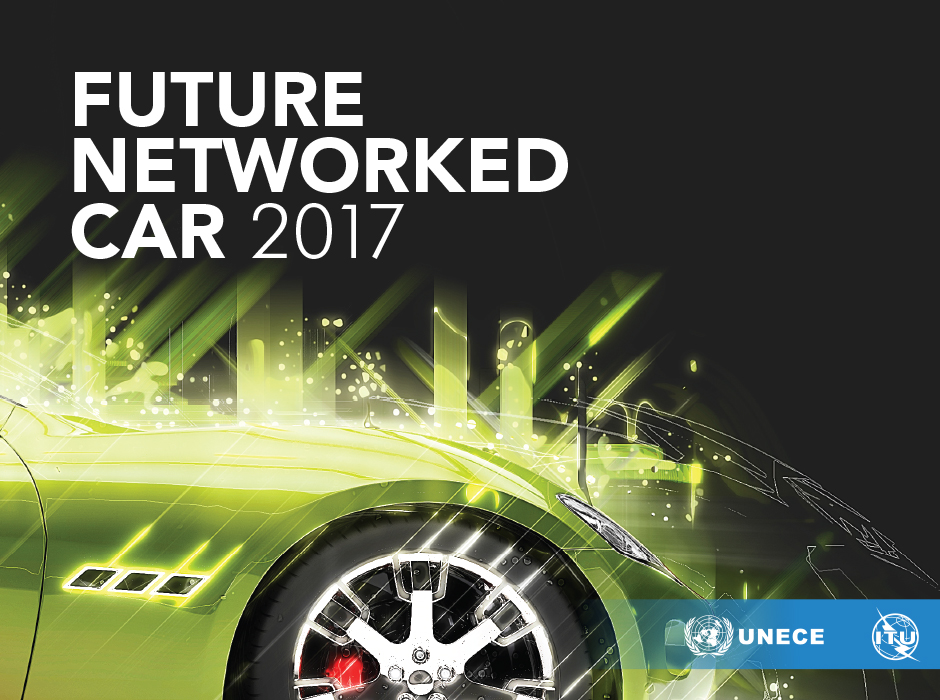 FUTURE
NETWORKED
CAR 2017
UNECE
ITU